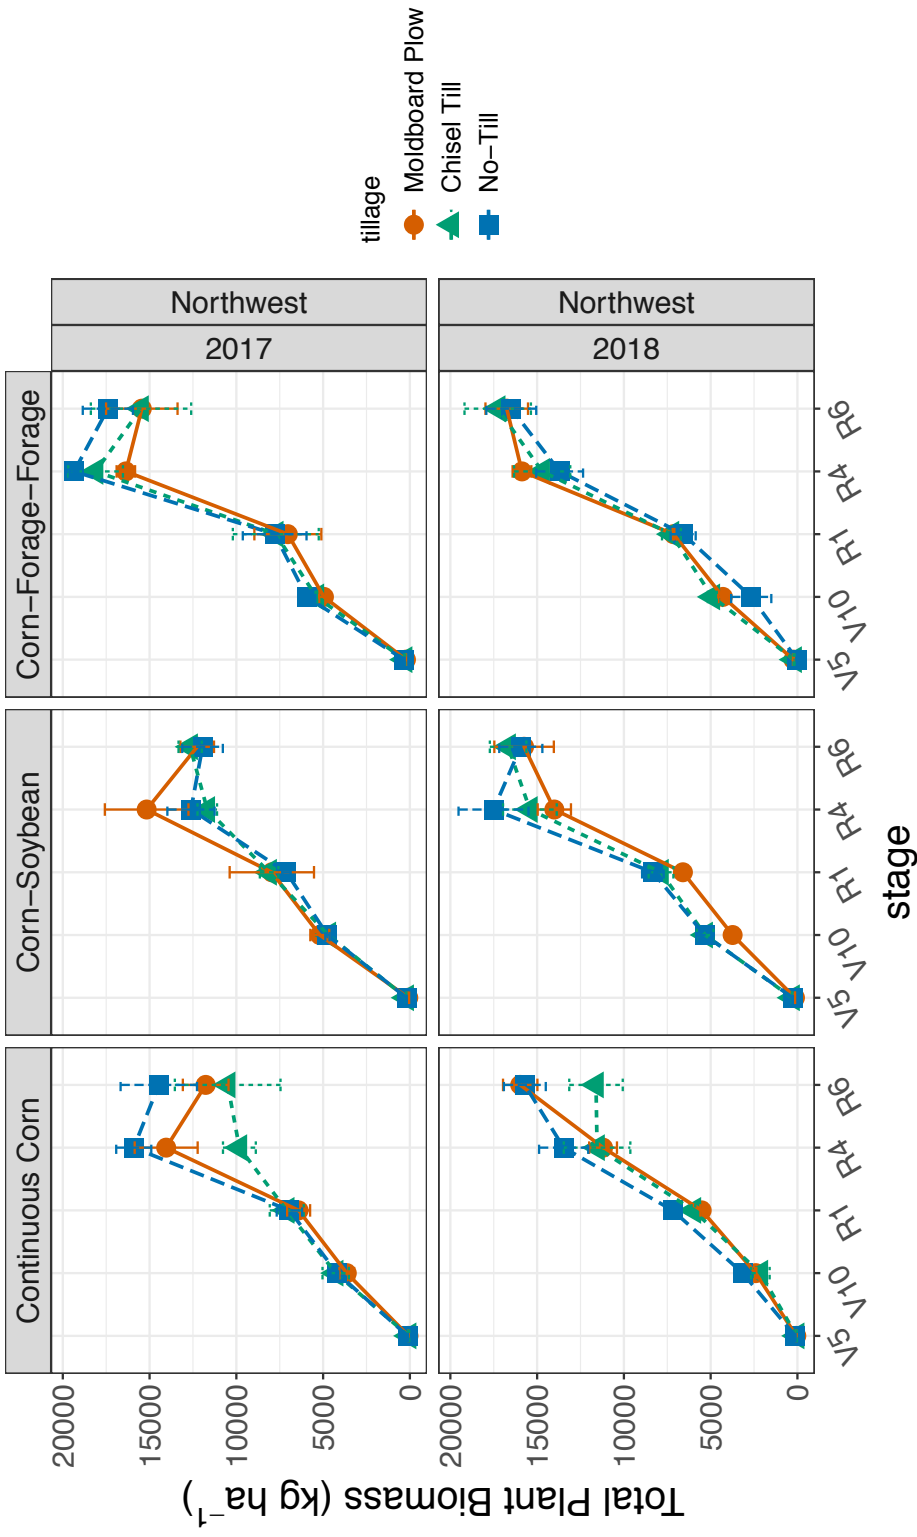 Continuous Corn
Corn−Soybean
Corn−Forage−Forage
20000
15000
10000
5000
0
2017
Northwest
20000
15000
10000
5000
0
2018
Northwest
V5
V10
R1
R4
R6
V5
V10
R1
R4
R6
V5
V10
R1
R4
R6
stage
Total Plant Biomass (kg ha⁻¹)
tillage
Moldboard Plow
Chisel Till
No−Till